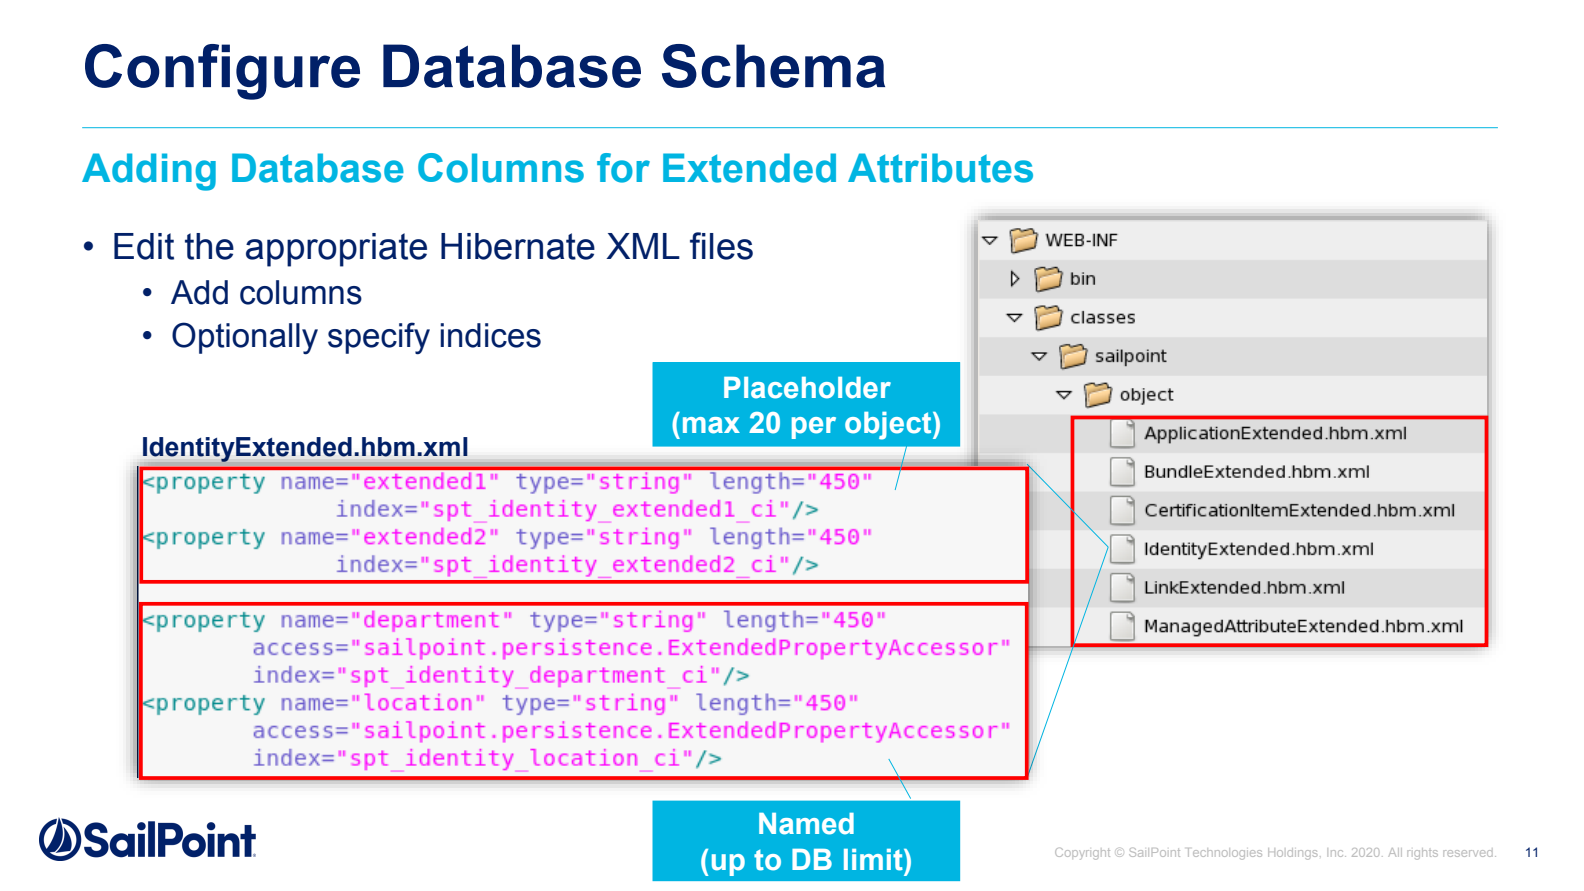 Configure Database Schema
Adding Database Columns for Extended Attributes
• Edit the appropriate Hibernate XML files
• Add columns
• Optionally specify indices
WEB-INF
bin
classes
sailpoint
object
ApplicationExtended.hbm.xml
BundleExtended.hbm.xml
CertificationItemExtended.hbm.xml
IdentityExtended.hbm.xml
LinkExtended.hbm.xml
ManagedAttributeExtended.hbm.xml
Placeholder
(max 20 per object)
IdentityExtended.hbm.xml
<property name="extended1" type="string" length="450"
index="spt_identity_extended1_ci"/>
<property name="extended2" type="string" length="450"
index="spt_identity_extended2_ci"/>
<property name="department" type="string" length="450"
access="sailpoint.persistence.ExtendedPropertyAccessor"
index="spt_identity_department_ci"/>
<property name="location" type="string" length="450"
access="sailpoint.persistence.ExtendedPropertyAccessor"
index="spt_identity_location_ci"/>
Named
(up to DB limit)
SailPoint
Copyright © SailPoint Technologies Holdings, Inc. 2020. All rights reserved.
11